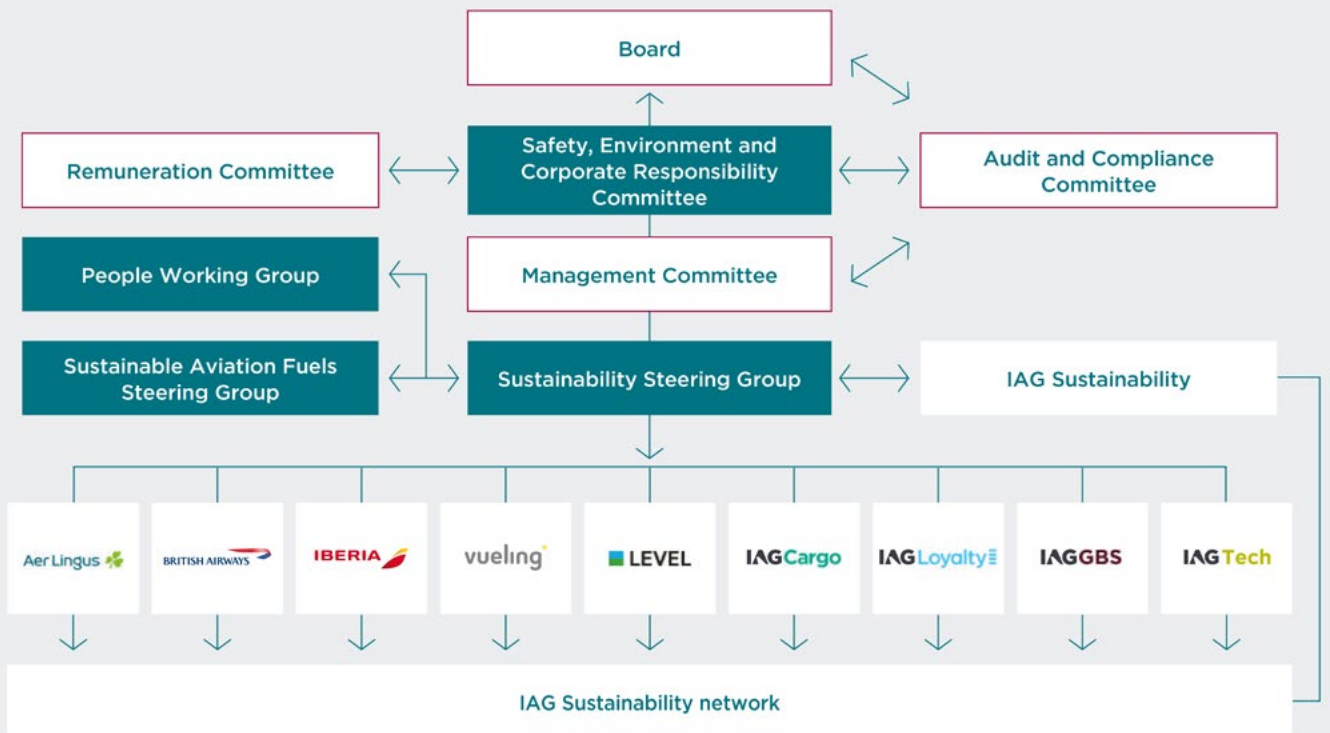 Board
Remuneration Committee
Safety, Environment and
Corporate Responsibility
Committee
Audit and Compliance
Committee
People Working Group
Management Committee
Sustainable Aviation Fuels
Steering Group
Sustainability Steering Group
IAG Sustainability
Aer Lingus
BRITISH AIRWAYS
IBERIA
vueling
LEVEL
IAGCargo
IAGLoyalty
IAGGBS
IAGTech
IAG Sustainability network